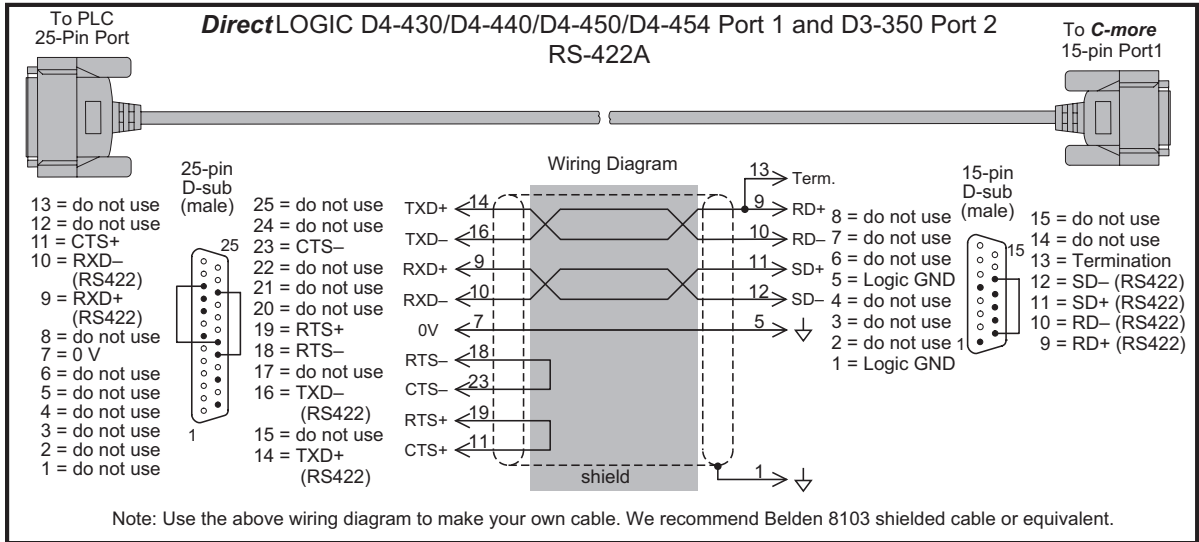 To PLC
25-Pin Port
DirectLOGIC D4-430/D4-440/D4-450/D4-454 Port 1 and D3-350 Port 2
RS-422A
To C-more
15-pin Port1
25-pin
D-sub
(male)
13 = do not use
12 = do not use
11 = CTS+
10 = RXD–
(RS422)
9 = RXD+
(RS422)
8 = do not use
7 = 0 V
6 = do not use
5 = do not use
4 = do not use
3 = do not use
2 = do not use
1 = do not use
25
1
25 = do not use
24 = do not use
23 = CTS–
22 = do not use
21 = do not use
20 = do not use
19 = RTS+
18 = RTS–
17 = do not use
16 = TXD–
(RS422)
15 = do not use
14 = TXD+
(RS422)
Wiring Diagram
13 Term.
TXD+ 14 9 RD+
TXD– 16 10 RD–
RXD+ 9 11 SD+
RXD– 10 12 SD–
0V 7 5
RTS– 18
CTS– 23
RTS+ 19
CTS+ 11
shield
1
15-pin
D-sub
(male)
8 = do not use
7 = do not use
6 = do not use
5 = Logic GND
4 = do not use
3 = do not use
2 = do not use
1 = Logic GND
15
1
15 = do not use
14 = do not use
13 = Termination
12 = SD– (RS422)
11 = SD+ (RS422)
10 = RD– (RS422)
9 = RD+ (RS422)
Note: Use the above wiring diagram to make your own cable. We recommend Belden 8103 shielded cable or equivalent.